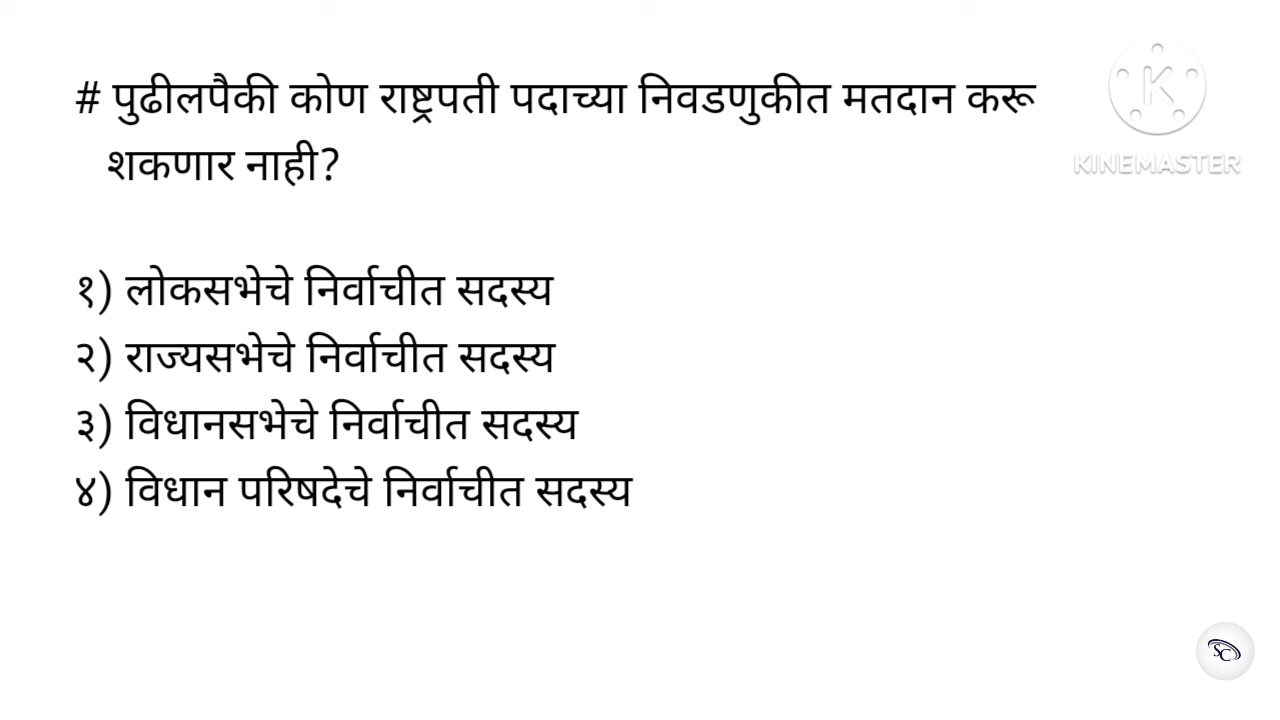 # पुढीलपैकी कोण राष्ट्रपती पदाच्या निवडणुकीत मतदान करू
शकणार नाही?
१) लोकसभेचे निर्वाचीत सदस्य
२) राज्यसभेचे निर्वाचीत सदस्य
३) विधानसभेचे निर्वाचीत सदस्य
४) विधान परिषदेचे निर्वाचीत सदस्य
K
KINEMASTER
SC